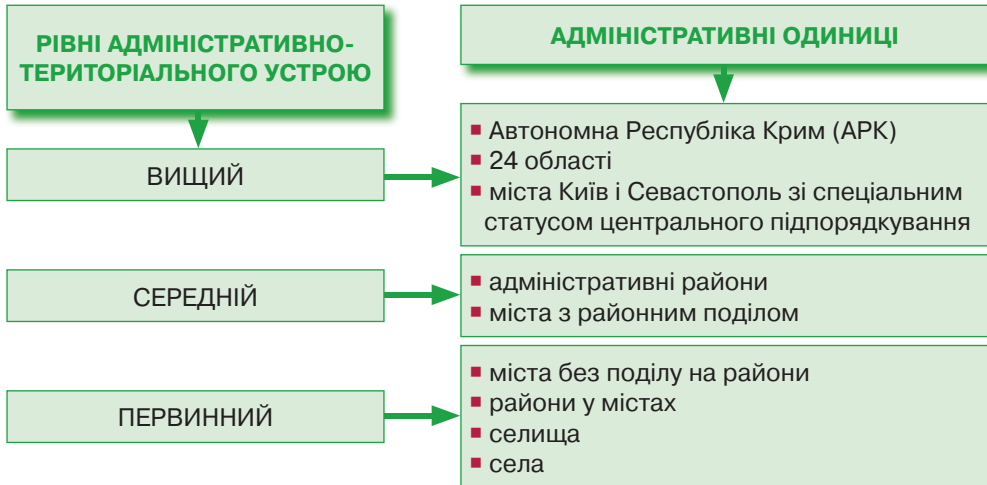 РІВНІ АДМІНІСТРАТИВНО-
ТЕРИТОРІАЛЬНОГО УСТРОЮ
АДМІНІСТРАТИВНІ ОДИНИЦІ
ВИЩИЙ
Автономна Республіка Крим (АРК)
24 області
міста Київ і Севастополь зі спеціальним
статусом центрального підпорядкування
СЕРЕДНІЙ
адміністративні райони
міста з районним поділом
ПЕРВИННИЙ
міста без поділу на райони
райони у містах
селища
села